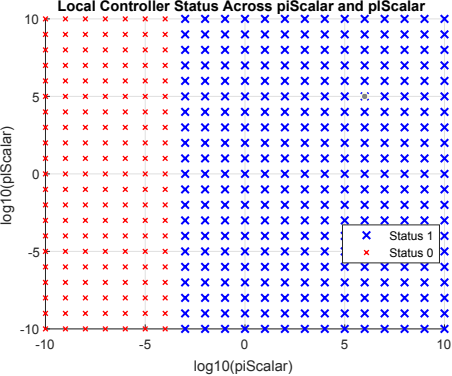 Local Controller Status Across piScalar and plScalar
10
5
0
-5
-10
log10(plScalar)
-10
-5
0
5
10
log10(piScalar)
Status 1
Status 0